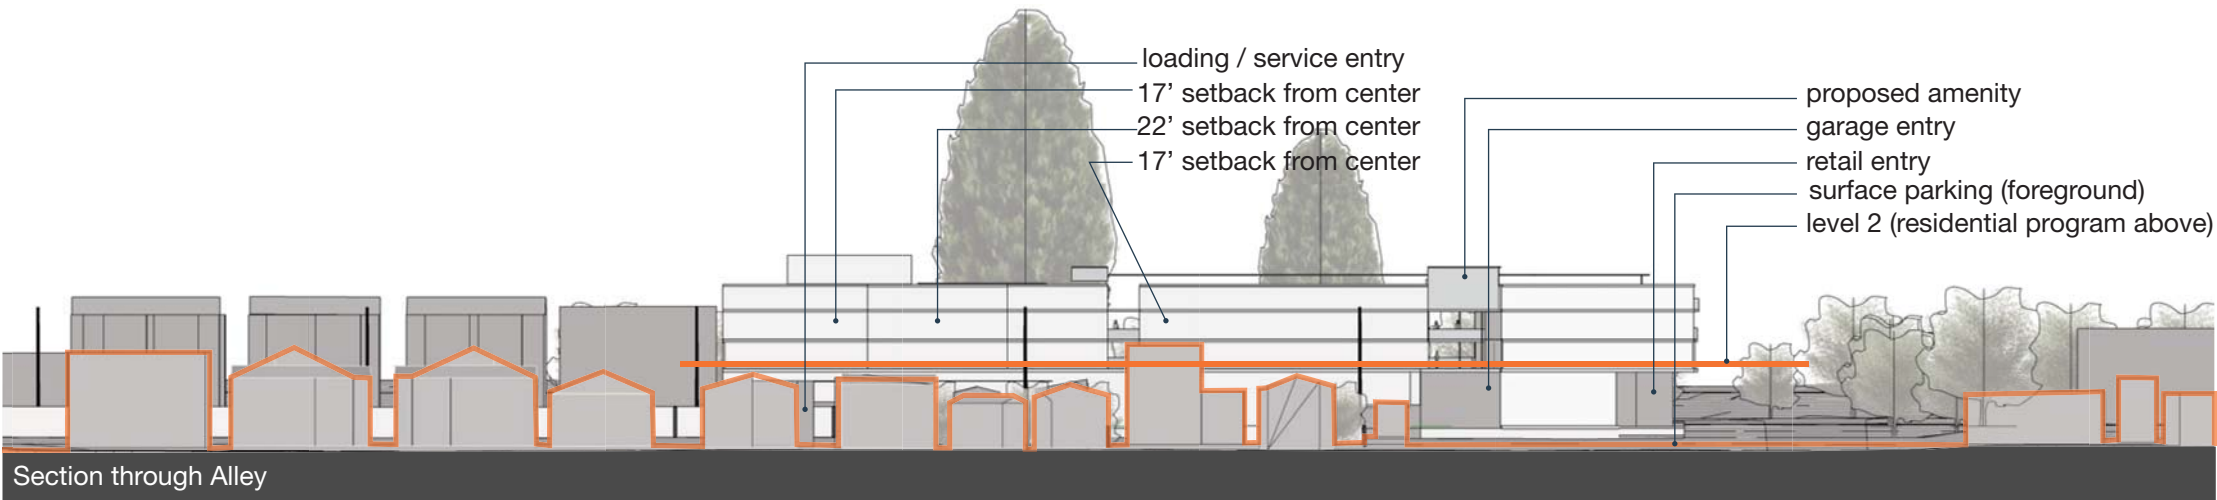 loading / service entry
17’ setback from center
22’ setback from center
17’ setback from center
proposed amenity
garage entry
retail entry
surface parking (foreground)
level 2 (residential program above)
Section through Alley